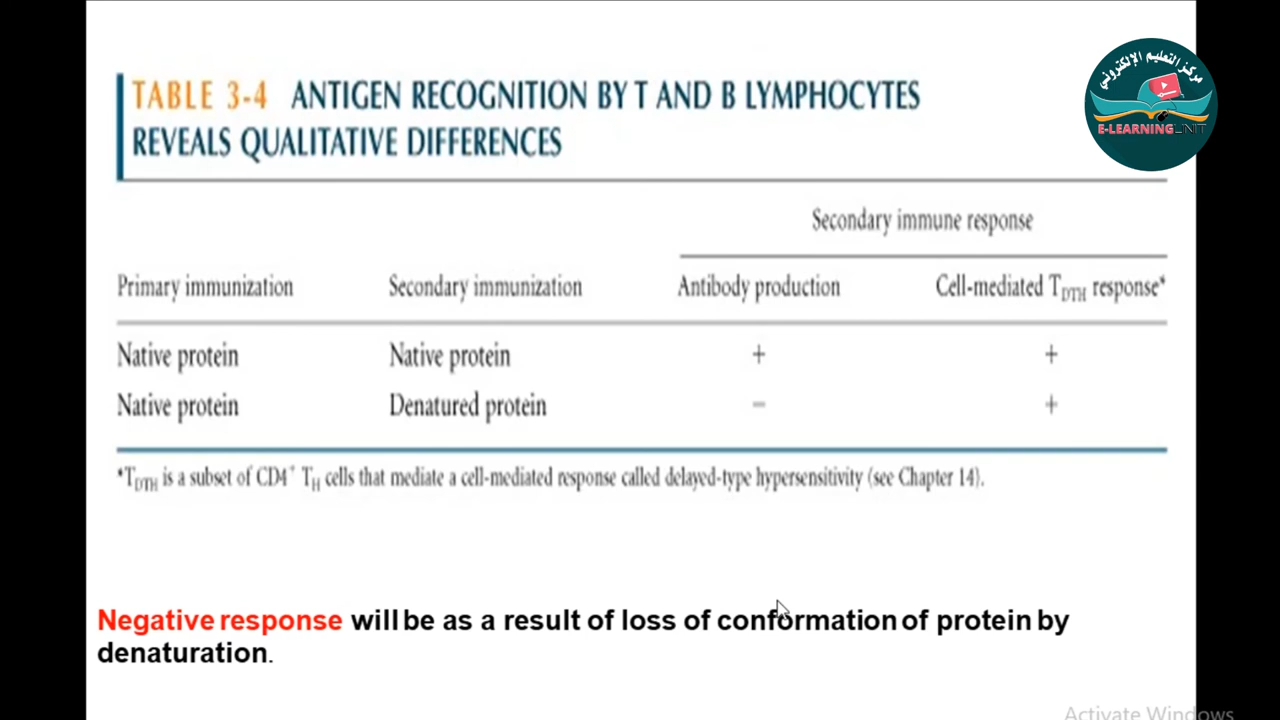 TABLE 3-4 ANTIGEN RECOGNITION BY T AND B LYMPHOCYTES
REVEALS QUALITATIVE DIFFERENCES
مركز التعليم الإلكتروني
E-LEARNING UNIT
Secondary immune response
Primary immunization Secondary immunization Antibody production Cell-mediated TDTH response*
Native protein Native protein + +
Native protein Denatured protein – +
*TDTH is a subset of CD4+ TH cells that mediate a cell-mediated response called delayed-type hypersensitivity (see Chapter 14).
Negative response will be as a result of loss of conformation of protein by
denaturation.
Activate Windows